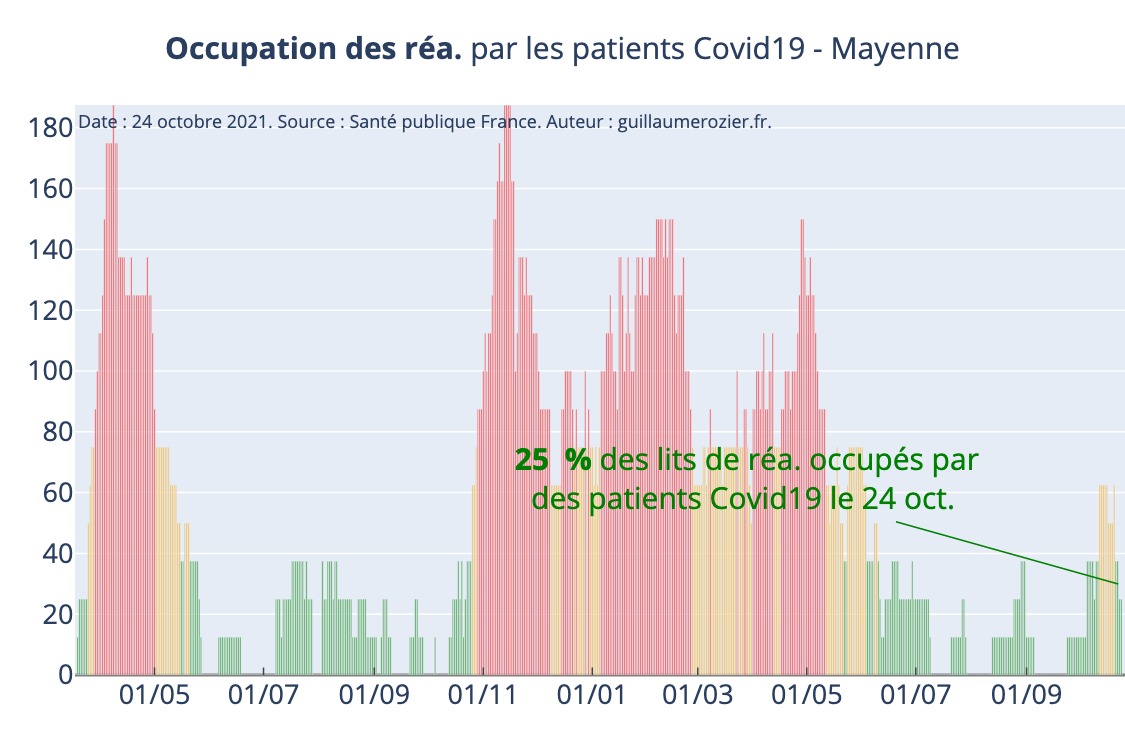 Occupation des réa. par les patients Covid19 - Mayenne
Date : 24 octobre 2021. Source : Santé publique France. Auteur : guillaumerozier.fr.
180
160
140
120
100
80
60
40
20
0
25 % des lits de réa. occupés par
des patients Covid19 le 24 oct.
01/05 01/07 01/09 01/11 01/01 01/03 01/05 01/07 01/09